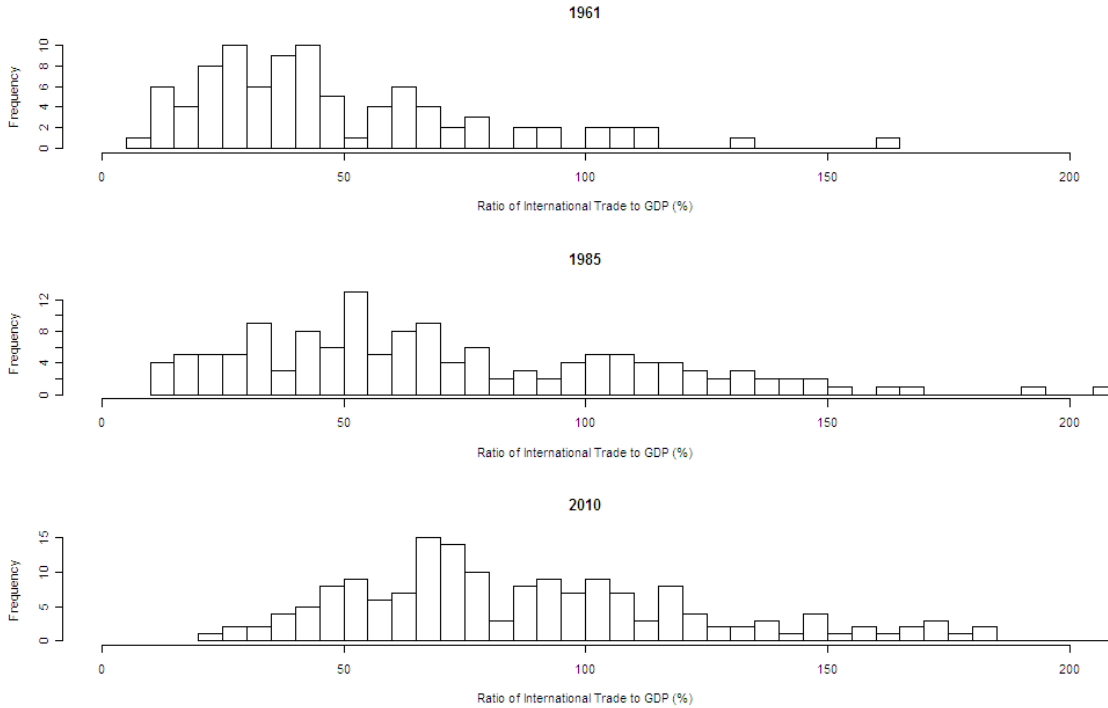 1961
Frequency
10
8
6
4
2
0
0 50 100 150 200
Ratio of International Trade to GDP (%)
1985
Frequency
12
8
4
0
0 50 100 150 200
Ratio of International Trade to GDP (%)
2010
Frequency
15
10
5
0
0 50 100 150 200
Ratio of International Trade to GDP (%)